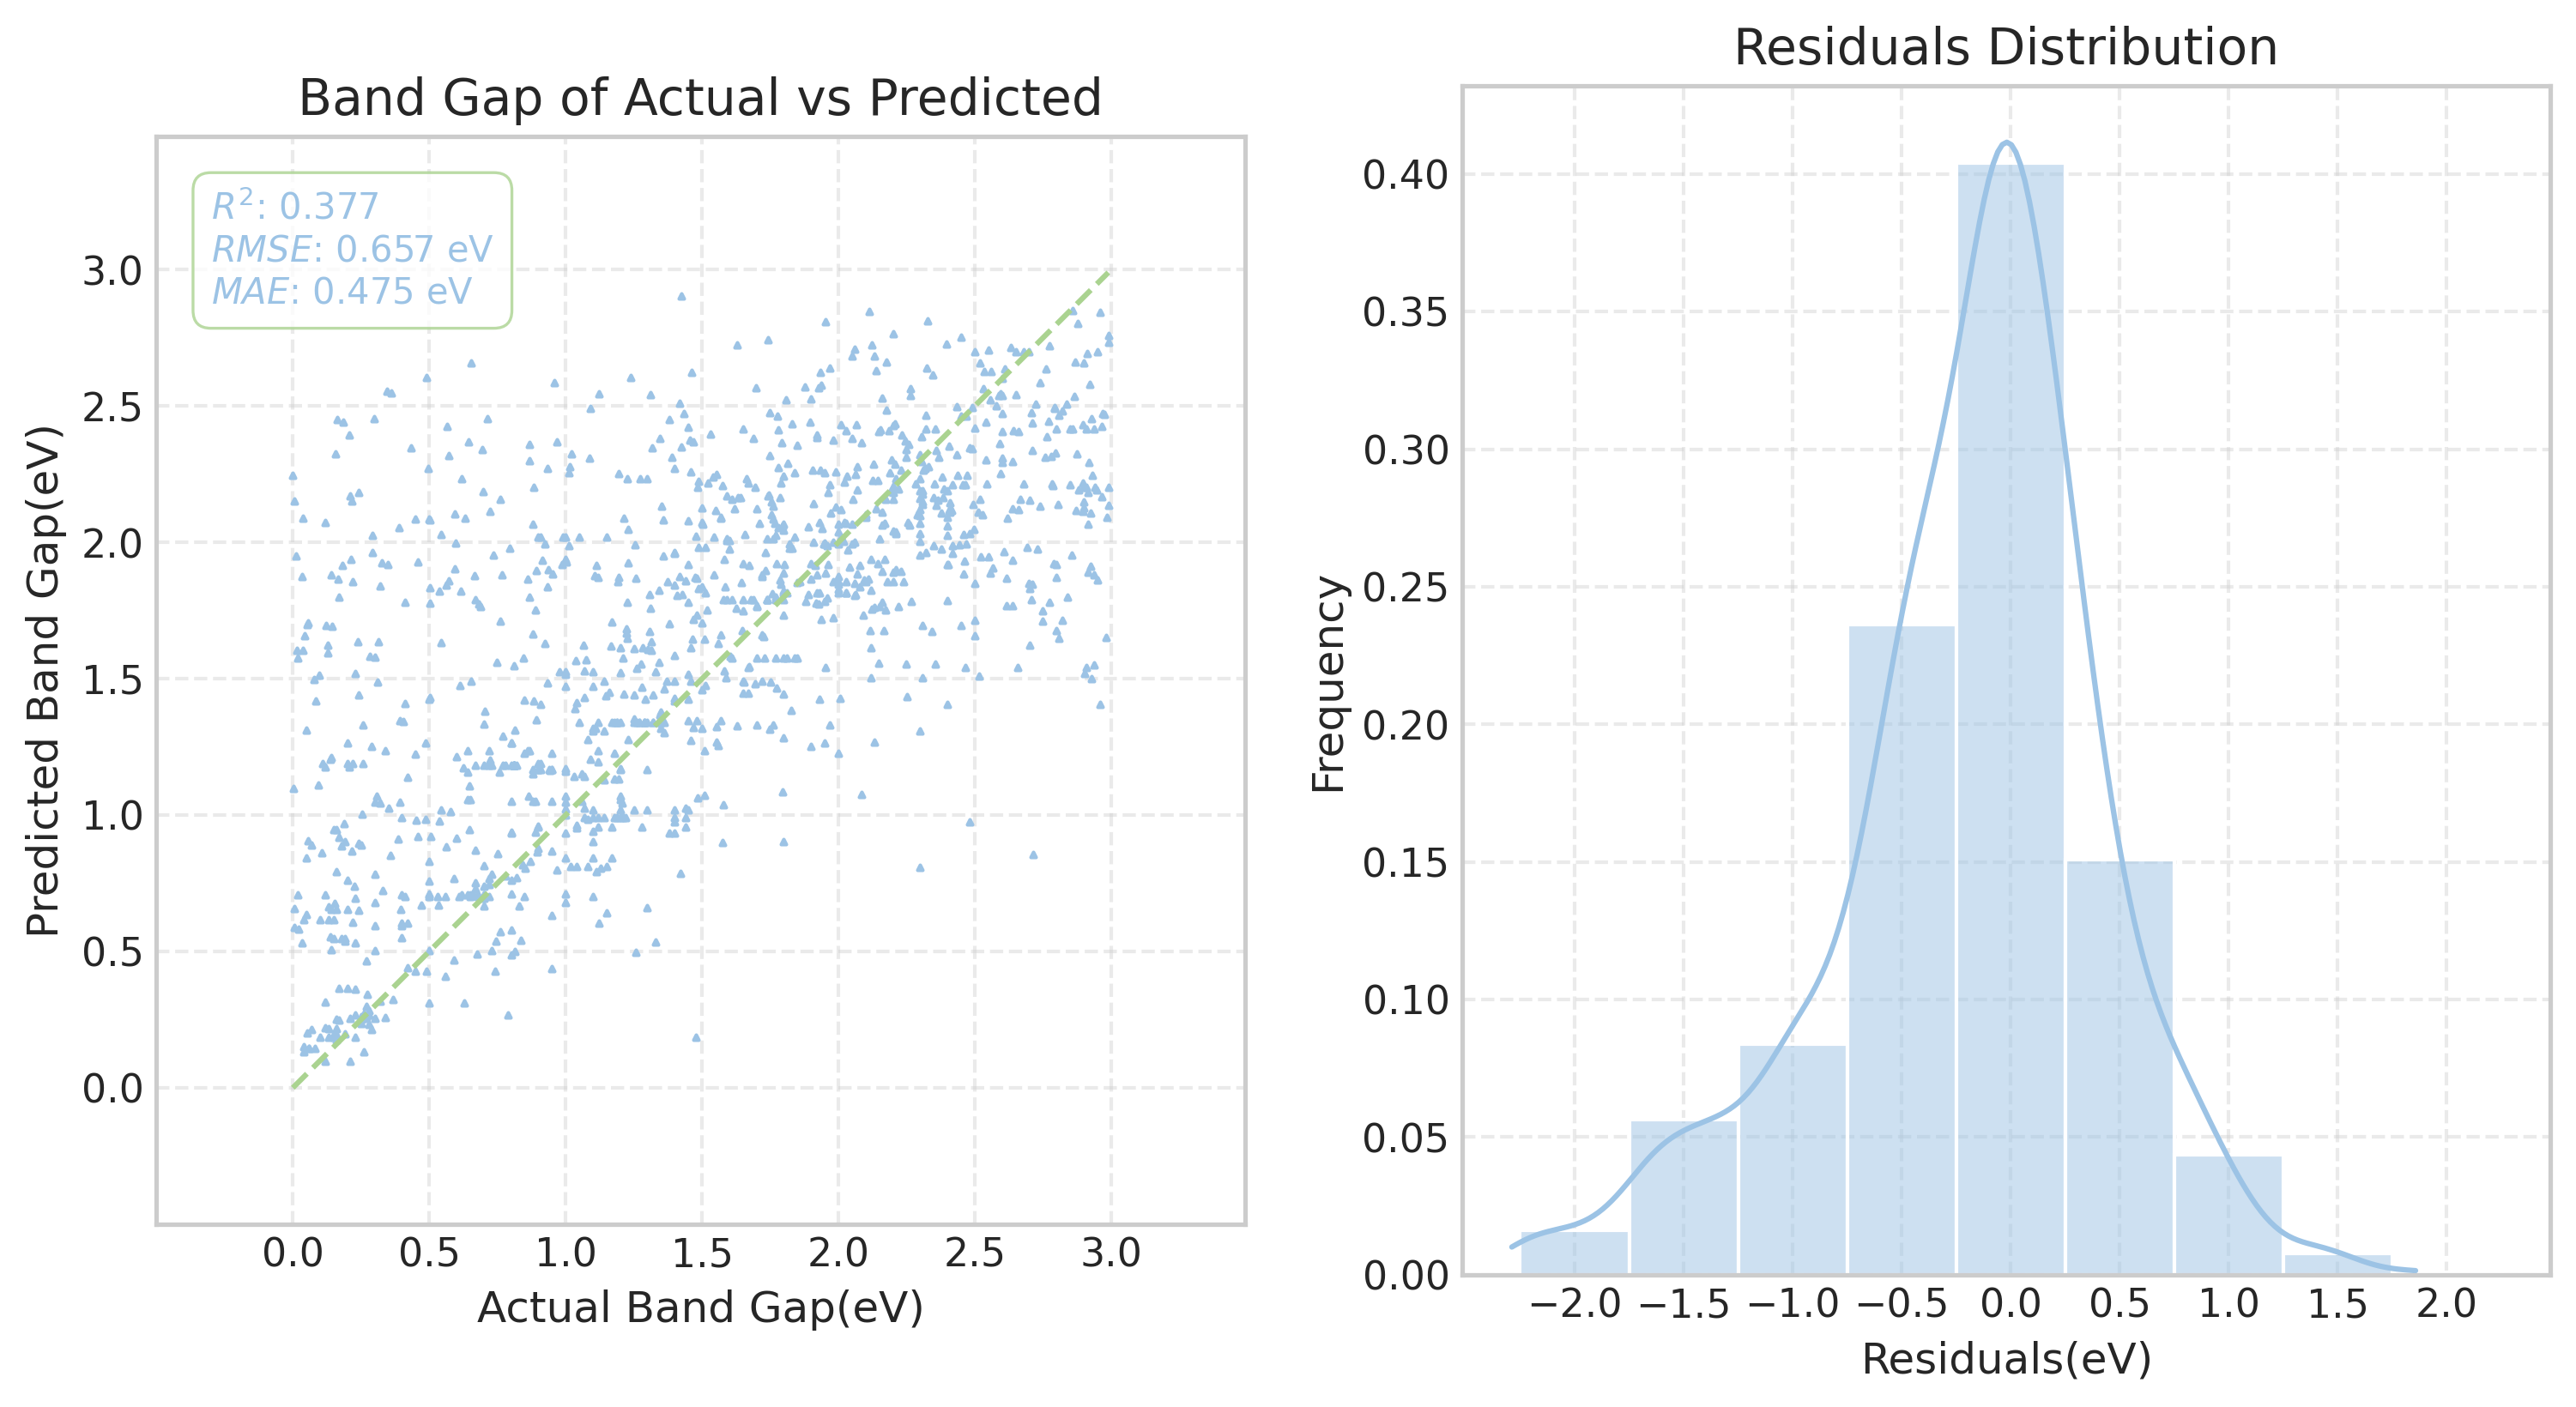 Band Gap of Actual vs Predicted
R²: 0.377
RMSE: 0.657 eV
MAE: 0.475 eV
Predicted Band Gap(eV)
3.0
2.5
2.0
1.5
1.0
0.5
0.0
0.0 0.5 1.0 1.5 2.0 2.5 3.0
Actual Band Gap(eV)
Residuals Distribution
Frequency
0.40
0.35
0.30
0.25
0.20
0.15
0.10
0.05
0.00
−2.0 −1.5 −1.0 −0.5 0.0 0.5 1.0 1.5 2.0
Residuals(eV)